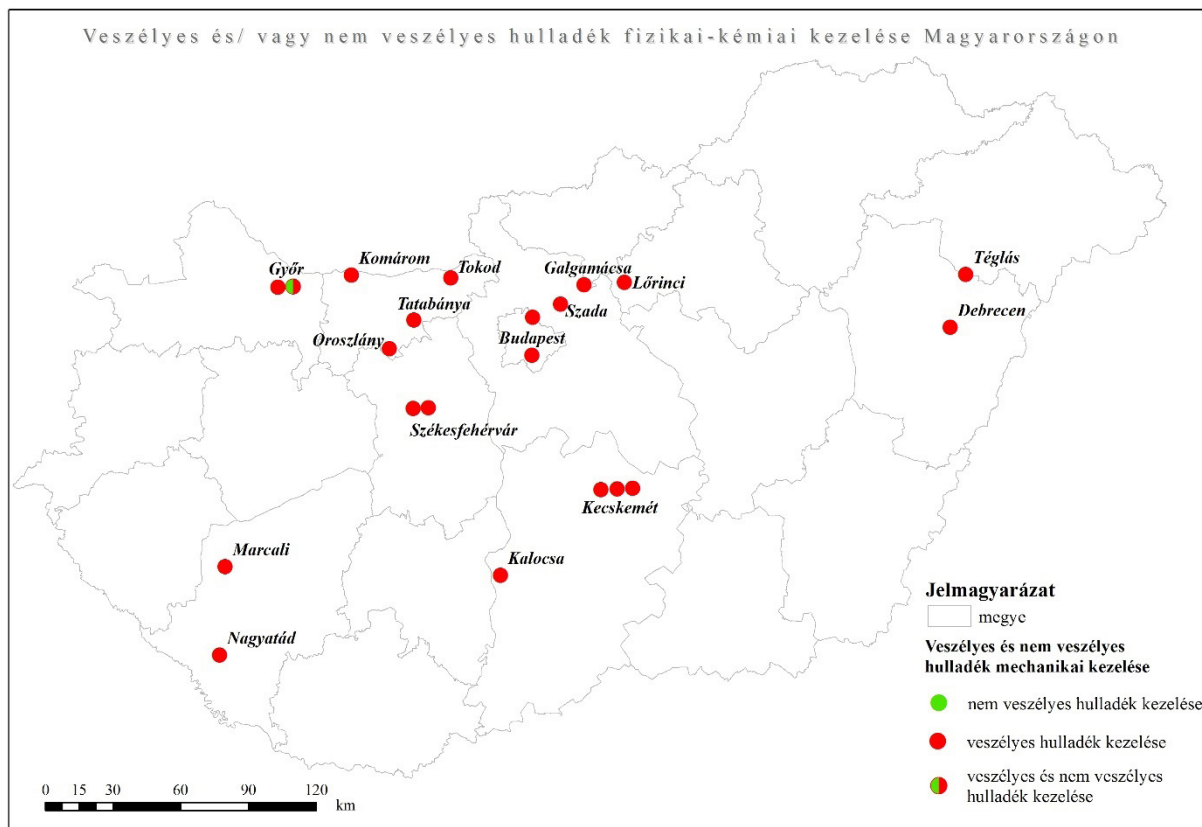 Veszélyes és/ vagy nem veszélyes hulladék fizikai-kémiai kezelése Magyarországon
Győr
Komárom
Tokod
Galgamácsa
Lőrinci
Téglás
Tatabánya
Szada
Debrecen
Oroszlány
Budapest
Székesfehérvár
Kecskemét
Marcali
Kalocsa
Nagyatád
Jelmagyarázat
megye
Veszélyes és nem veszélyes
hulladék mechanikai kezelése
nem veszélyes hulladék kezelése
veszélyes hulladék kezelése
veszélyes és nem veszélyes
hulladék kezelése
0 15 30 60 90 120
km